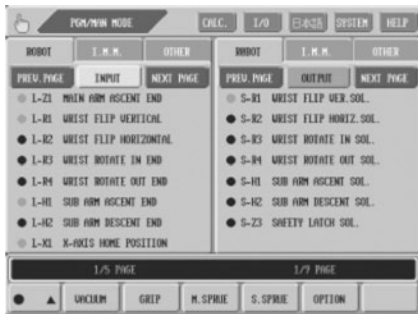 PGM/MAN MODE CALC. I/O 日本語 SYSTEM HELP
ROBOT I.M.M. OTHER ROBOT I.M.M. OTHER
PREV.PAGE INPUT NEXT PAGE PREV.PAGE OUTPUT NEXT PAGE
L-Z1 MAIN ARM ASCENT END
L-R1 WRIST FLIP VERTICAL
L-R2 WRIST FLIP HORIZONTAL
L-R3 WRIST ROTATE IN END
L-R4 WRIST ROTATE OUT END
L-H1 SUB ARM ASCENT END
L-H2 SUB ARM DESCENT END
L-X1 X-AXIS HOME POSITION
S-R1 WRIST FLIP VER.SOL.
S-R2 WRIST FLIP HORIZ.SOL.
S-R3 WRIST ROTATE IN SOL.
S-R4 WRIST ROTATE OUT SOL.
S-H1 SUB ARM ASCENT SOL.
S-H2 SUB ARM DESCENT SOL.
S-Z3 SAFETY LATCH SOL.
1/5 PAGE 1/7 PAGE
VACUUM GRIP M.SPRUE S.SPRUE OPTION